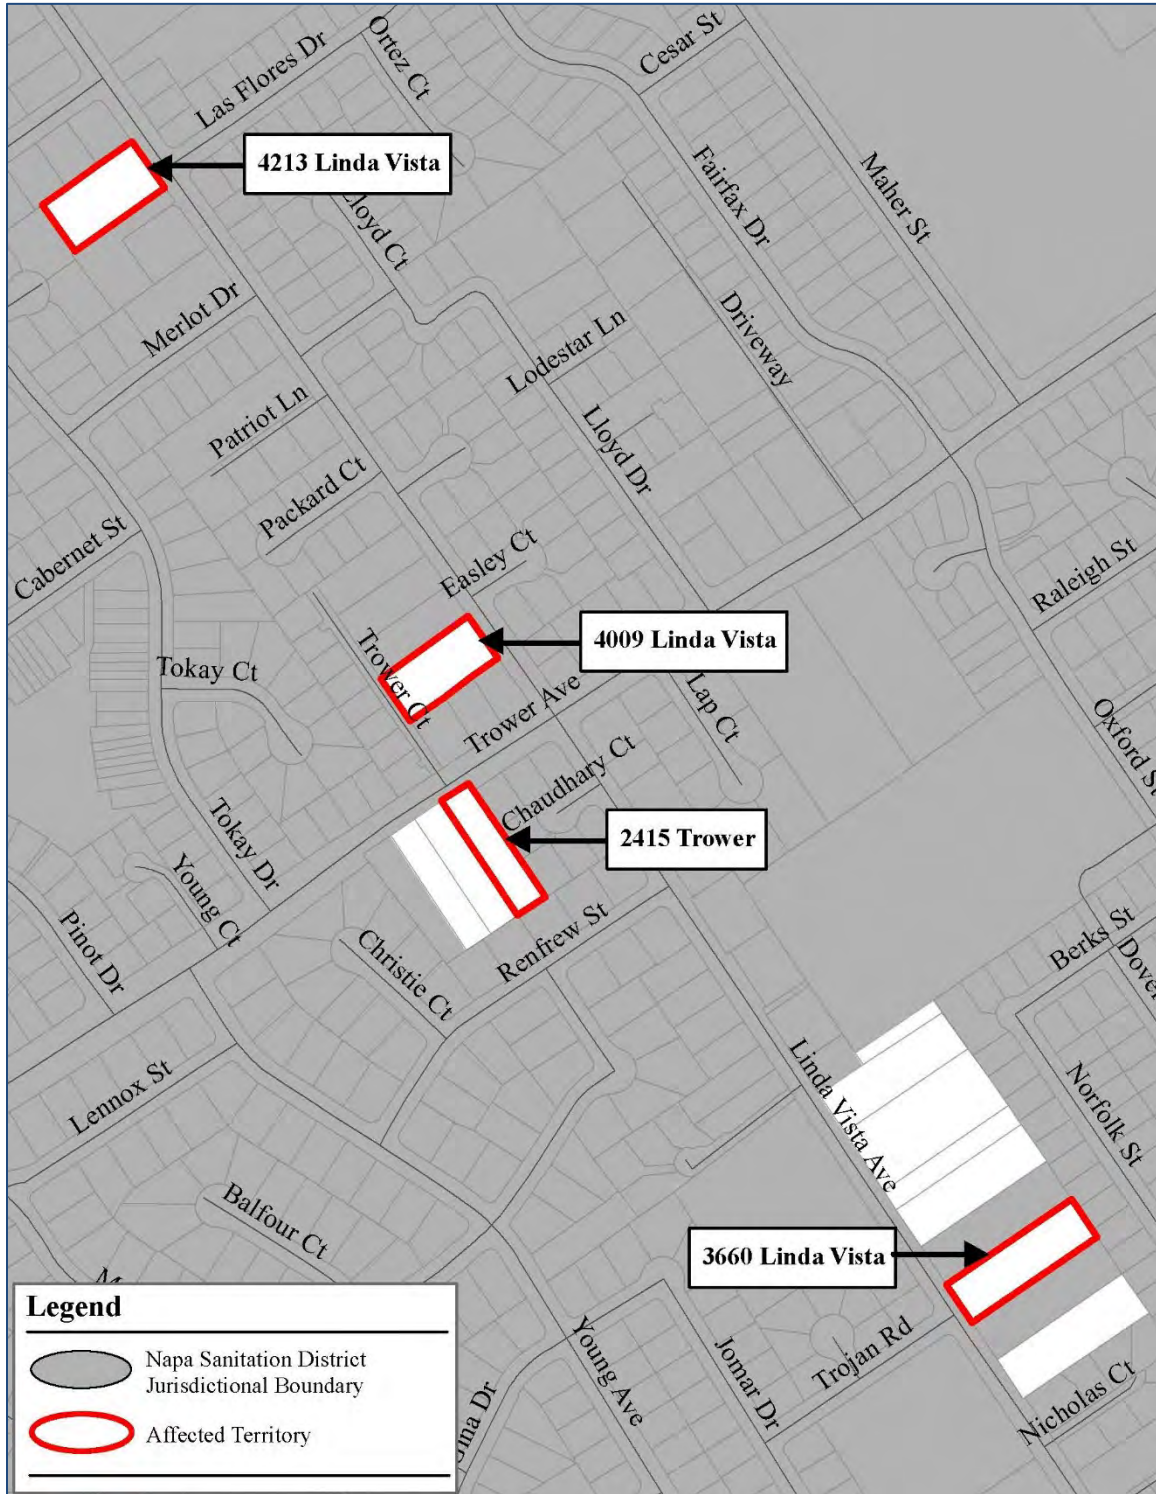 Las Flores Dr
Ortez Ct
Cesar St
4213 Linda Vista
Lloyd Ct
Fairfax Dr
Maher St
Merlot Dr
Lodestar Ln
Driveway
Patriot Ln
Lloyd Dr
Packard Ct
Cabernet St
Easley Ct
Raleigh St
4009 Linda Vista
Trower Ct
Tokay Ct
Trower Ave
Lap Ct
Oxford St
Chaudhary Ct
Tokay Dr
2415 Trower
Young Ct
Pinot Dr
Christie Ct
Renfrew St
Berks St
Dover
Linda Vista Ave
Norfolk St
Lennox St
Balfour Ct
3660 Linda Vista
Young Ave
Jomar Dr
Trojan Rd
Nicholas Ct
Legend
Napa Sanitation District
Jurisdictional Boundary
Affected Territory